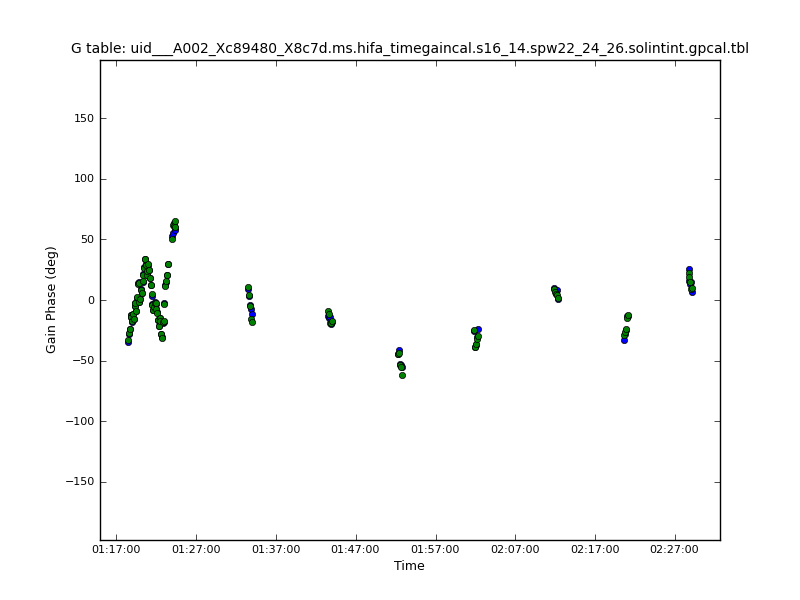 G table: uid___A002_Xc89480_X8c7d.ms.hifa_timegaincal.s16_14.spw22_24_26.solintint.gpcal.tbl
150
100
50
0
−50
−100
−150
Gain Phase (deg)
01:17:00 01:27:00 01:37:00 01:47:00 01:57:00 02:07:00 02:17:00 02:27:00
Time